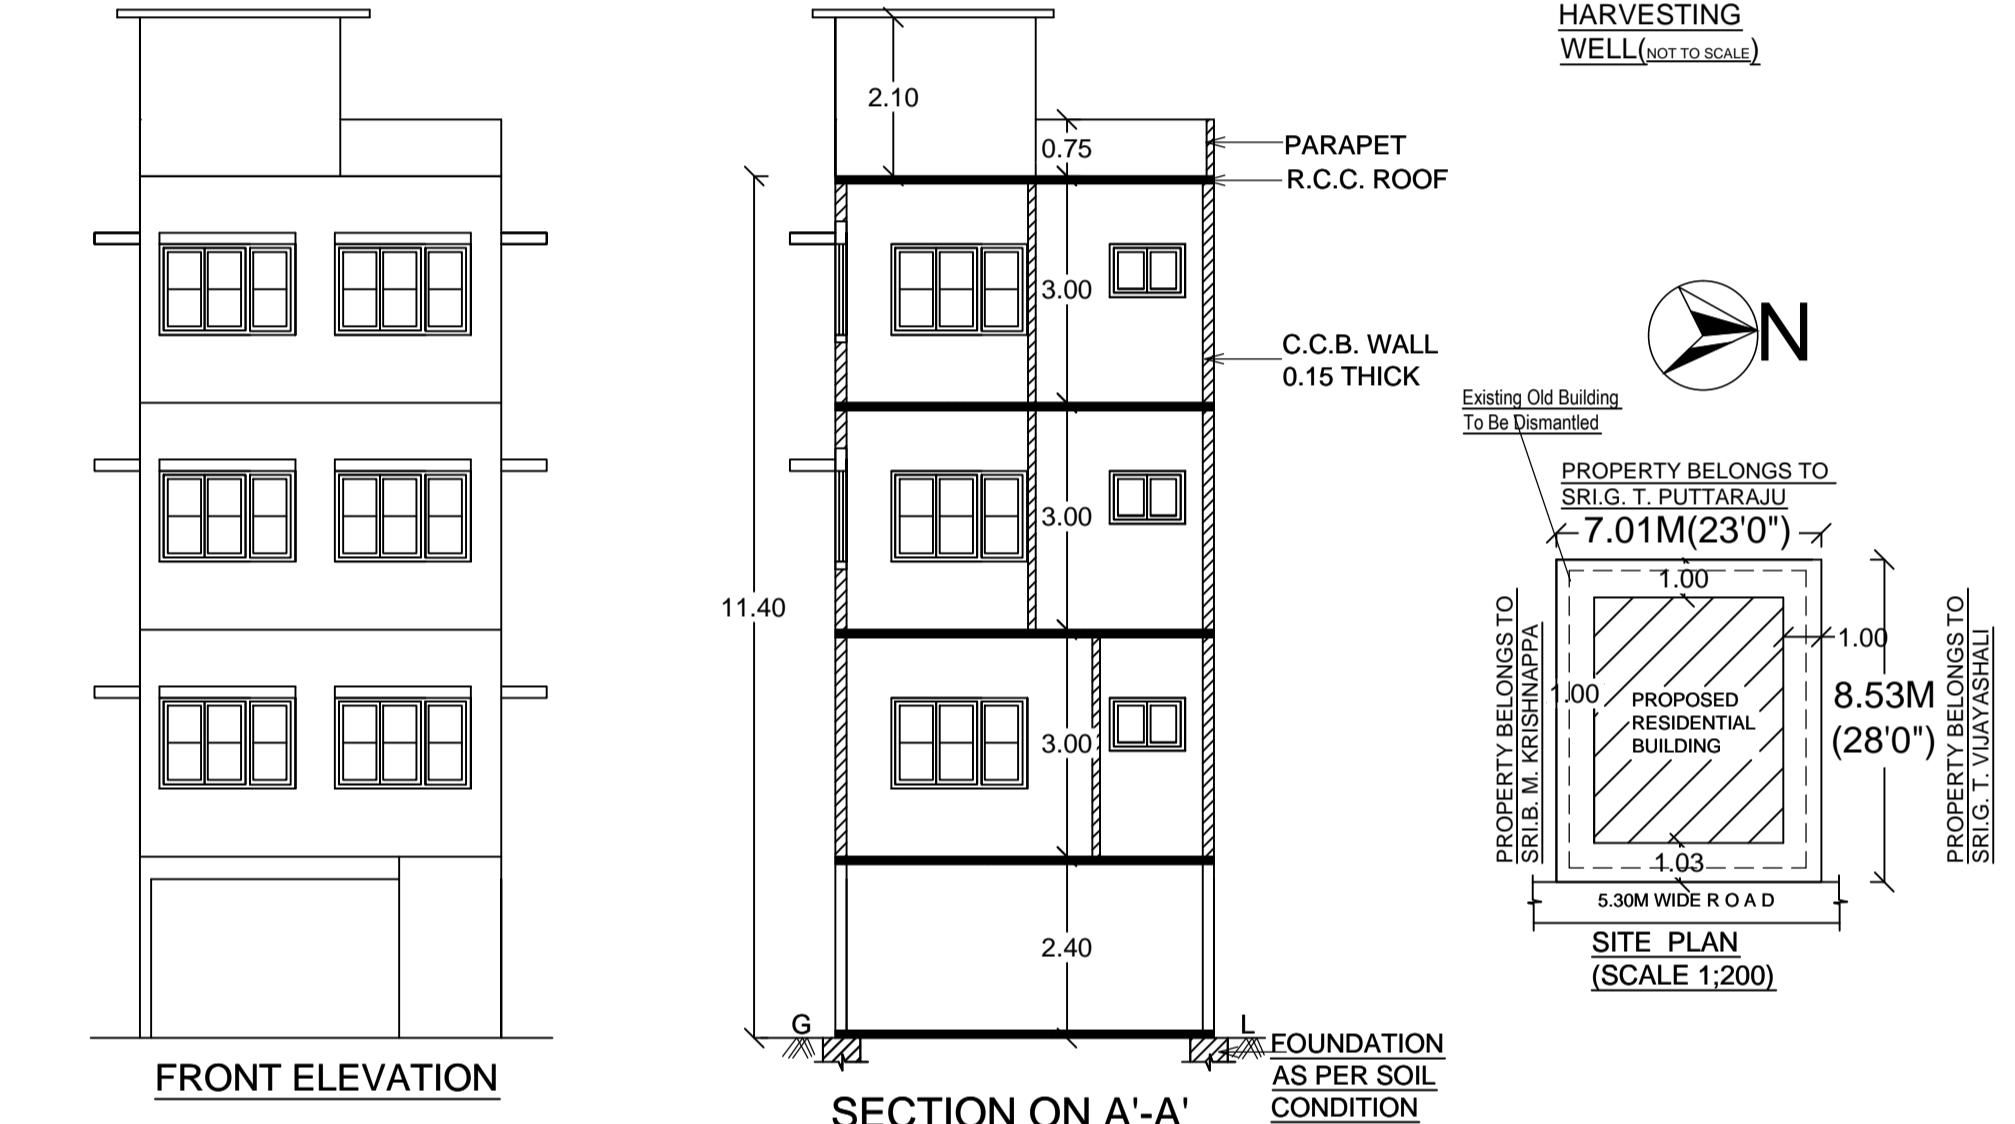 HARVESTING
WELL(NOT TO SCALE)
2.10
0.75
PARAPET
R.C.C. ROOF
3.00
C.C.B. WALL
0.15 THICK
3.00
11.40
3.00
2.40
G
L
FOUNDATION
AS PER SOIL
CONDITION
FRONT ELEVATION
SECTION ON A'-A'
N
Existing Old Building
To Be Dismantled
PROPERTY BELONGS TO
SRI.G. T. PUTTARAJU
7.01M(23'0")
1.00
1.00
1.00
8.53M
(28'0")
PROPERTY BELONGS TO
SRI.B. M. KRISHNAPPA
PROPOSED
RESIDENTIAL
BUILDING
PROPERTY BELONGS TO
SRI.G. T. VIJAYASHALI
1.03
5.30M WIDE R O A D
SITE PLAN
(SCALE 1;200)